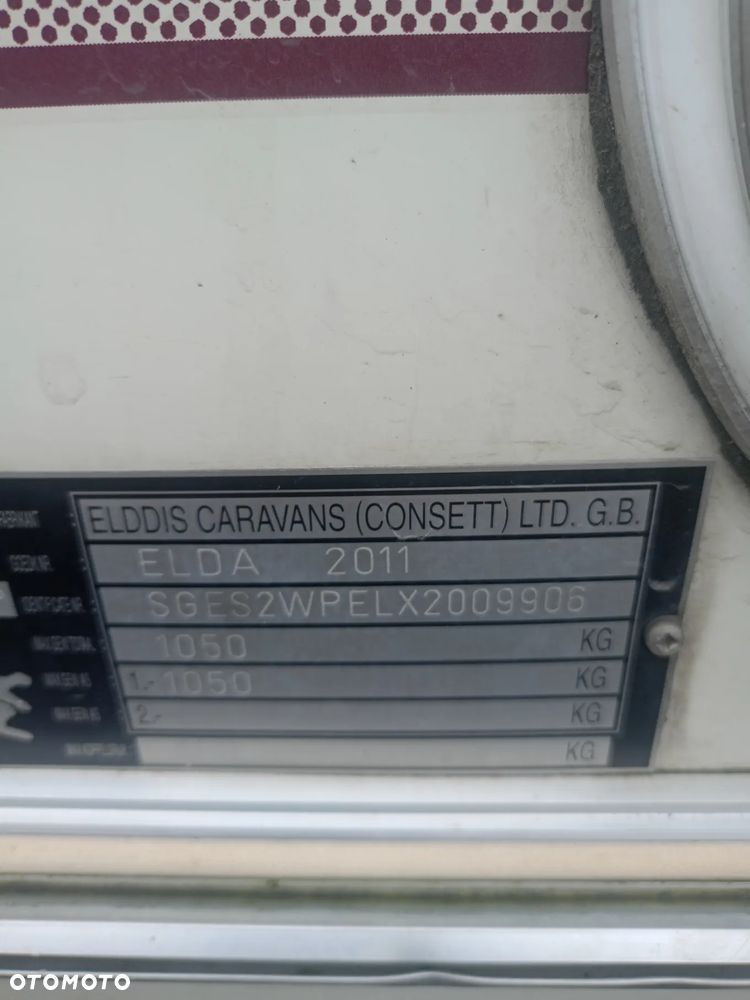 ELDDIS CARAVANS (CONSETT) LTD. G.B.
ELDA 2011
SGES2WPELX2009906
1050 KG
1.- 1050 KG
2.- KG
KG
OTOMOTO